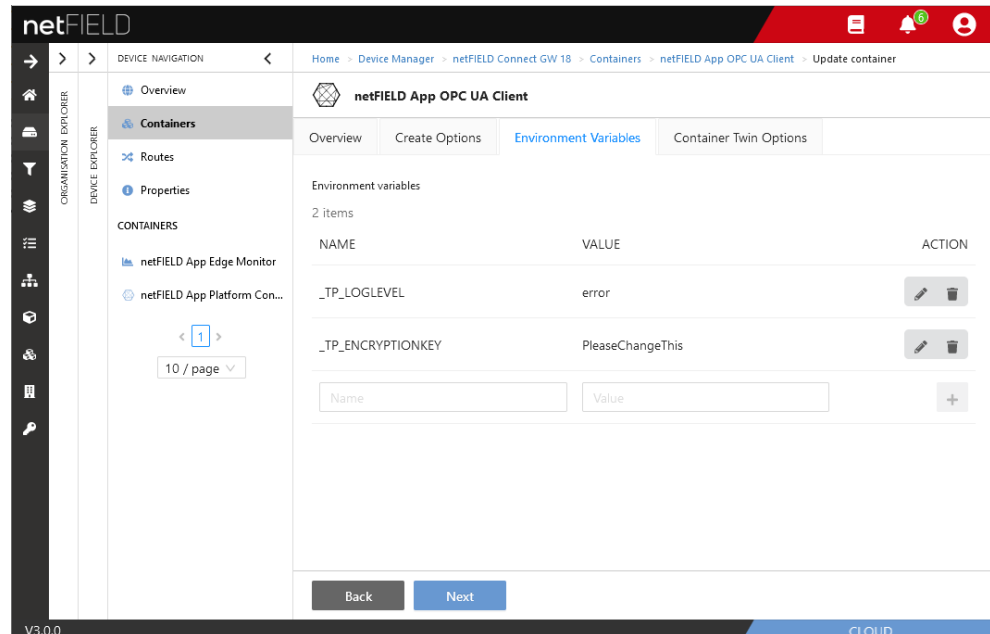 netFIELD
6
DEVICE NAVIGATION
Home > Device Manager > netFIELD Connect GW 18 > Containers > netFIELD App OPC UA Client > Update container
ORGANISATION EXPLORER
DEVICE EXPLORER
Overview
Containers
Routes
Properties
CONTAINERS
netFIELD App Edge Monitor
netFIELD App Platform Con...
< 1 >
10 / page
netFIELD App OPC UA Client
Overview Create Options Environment Variables Container Twin Options
Environment variables
2 items
NAME VALUE ACTION
_TP_LOGLEVEL error
_TP_ENCRYPTIONKEY PleaseChangeThis
Name Value +
Back Next
V3.0.0 CLOUD